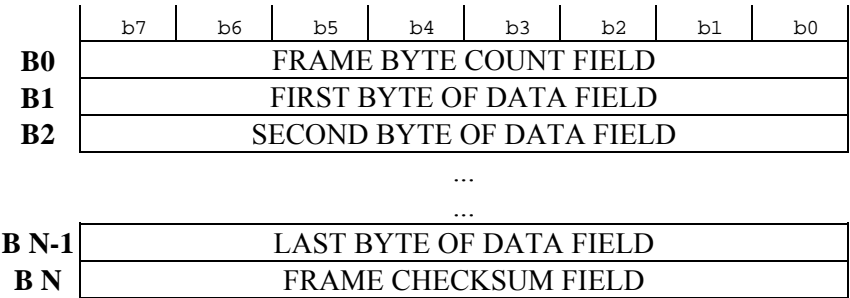 b7 b6 b5 b4 b3 b2 b1 b0
B0 FRAME BYTE COUNT FIELD
B1 FIRST BYTE OF DATA FIELD
B2 SECOND BYTE OF DATA FIELD
...
...
B N-1 LAST BYTE OF DATA FIELD
B N FRAME CHECKSUM FIELD